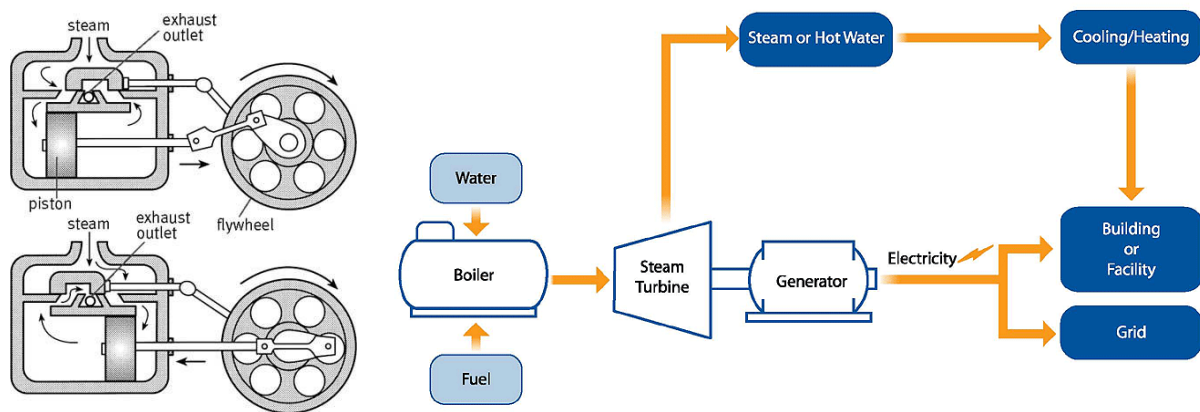 steam
exhaust
outlet
piston
flywheel
steam
exhaust
outlet
Water
Boiler
Fuel
Steam
Turbine
Generator
Steam or Hot Water
Cooling/Heating
Electricity
Building
or
Facility
Grid